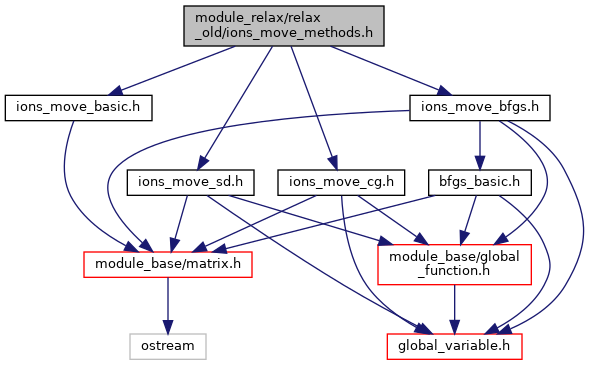 module_relax/relax
_old/ions_move_methods.h
ions_move_basic.h
ions_move_bfgs.h
ions_move_sd.h
ions_move_cg.h
bfgs_basic.h
module_base/matrix.h
module_base/global
_function.h
ostream
global_variable.h